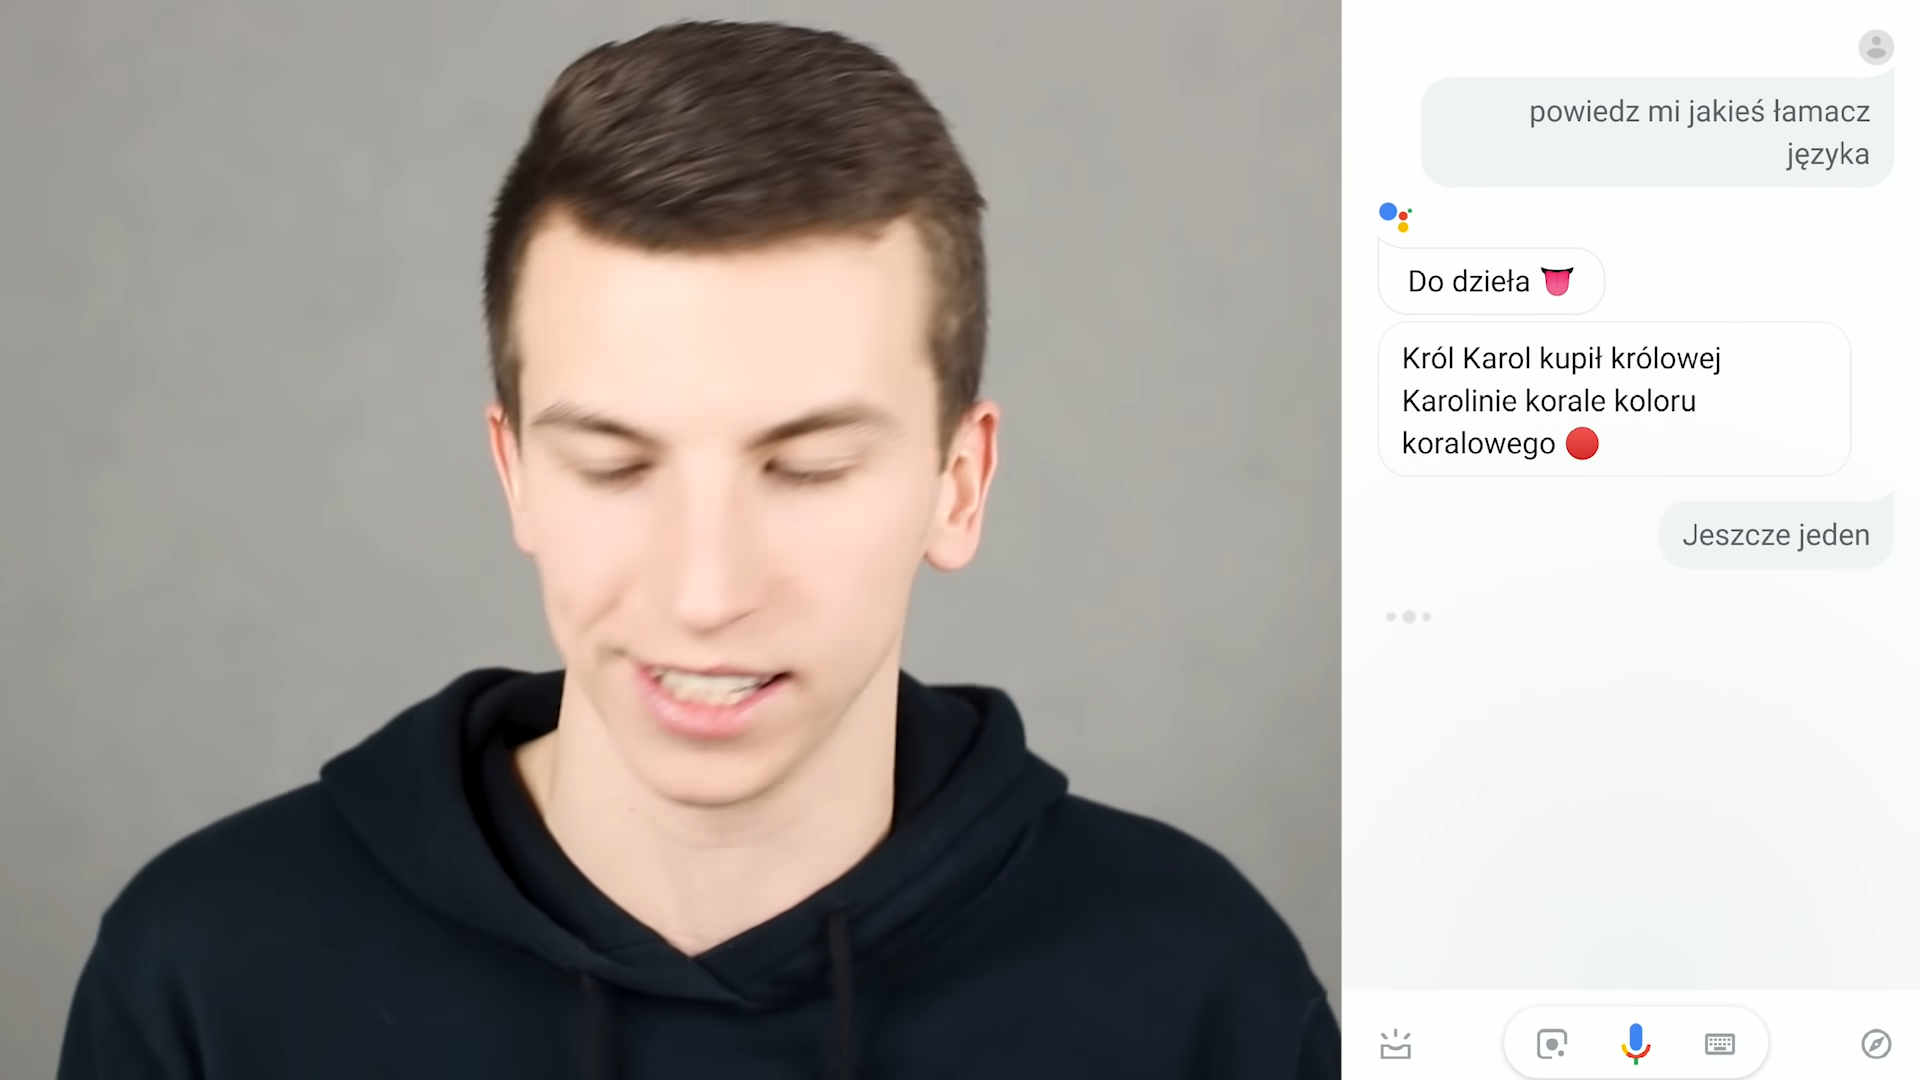 powiedz mi jakieś łamacz
języka
Do dzieła 👅
Król Karol kupił królowej
Karolinie korale koloru
koralowego 🔴
Jeszcze jeden